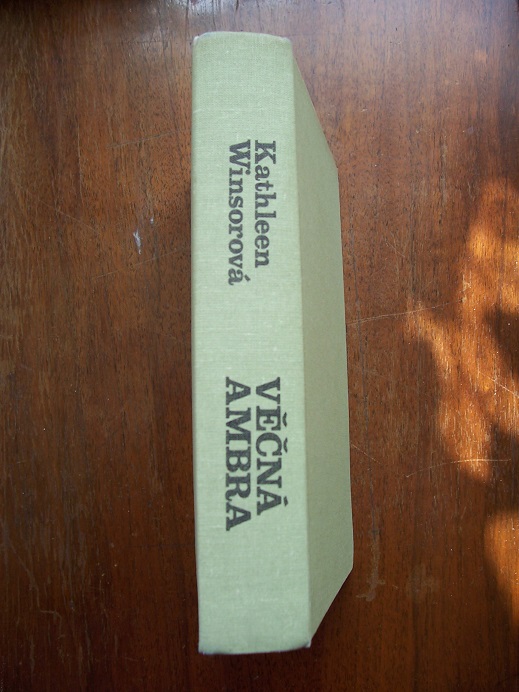 Kathleen
Winsorová
VĚČNÁ
AMBRA